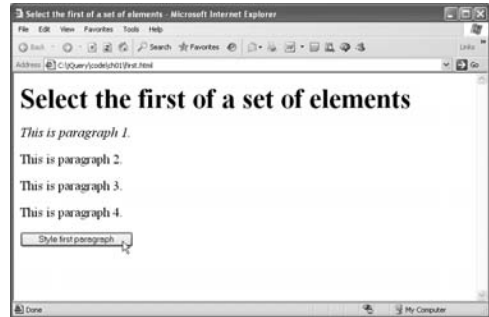 Select the first of a set of elements - Microsoft Internet Explorer
File Edit View Favorites Tools Help
Back Search Favorites Links »
Address C:\jQuery\code\ch01\first.html Go
Select the first of a set of elements
This is paragraph 1.
This is paragraph 2.
This is paragraph 3.
This is paragraph 4.
Style first paragraph
Done My Computer